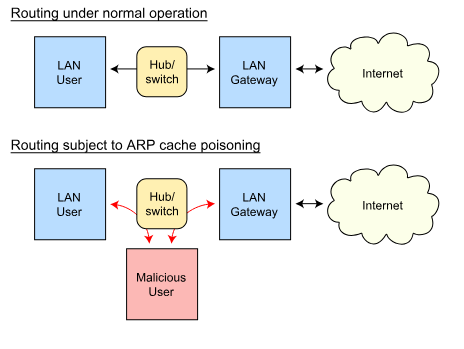 Routing under normal operation
LAN
User
Hub/
switch
LAN
Gateway
Internet
Routing subject to ARP cache poisoning
LAN
User
Hub/
switch
LAN
Gateway
Internet
Malicious
User